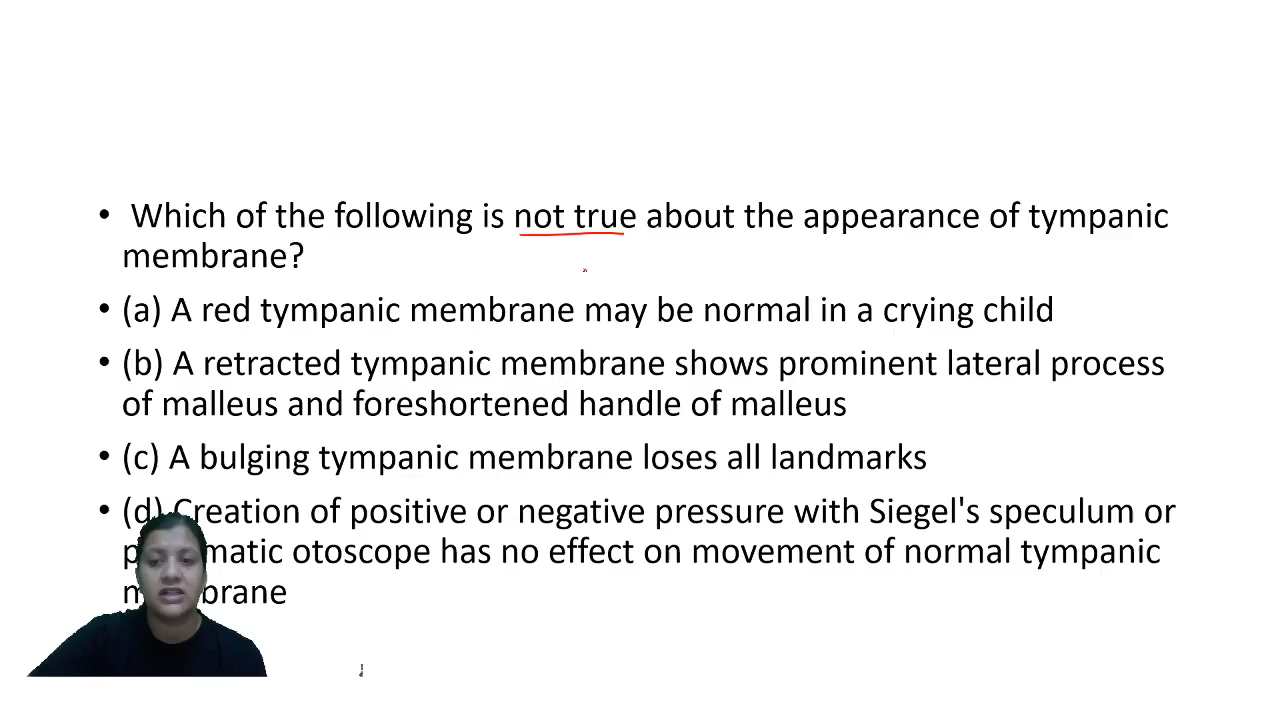 • Which of the following is not true about the appearance of tympanic
membrane?
• (a) A red tympanic membrane may be normal in a crying child
• (b) A retracted tympanic membrane shows prominent lateral process
of malleus and foreshortened handle of malleus
• (c) A bulging tympanic membrane loses all landmarks
• (d) Creation of positive or negative pressure with Siegel's speculum or
otoscope has no effect on movement of normal tympanic